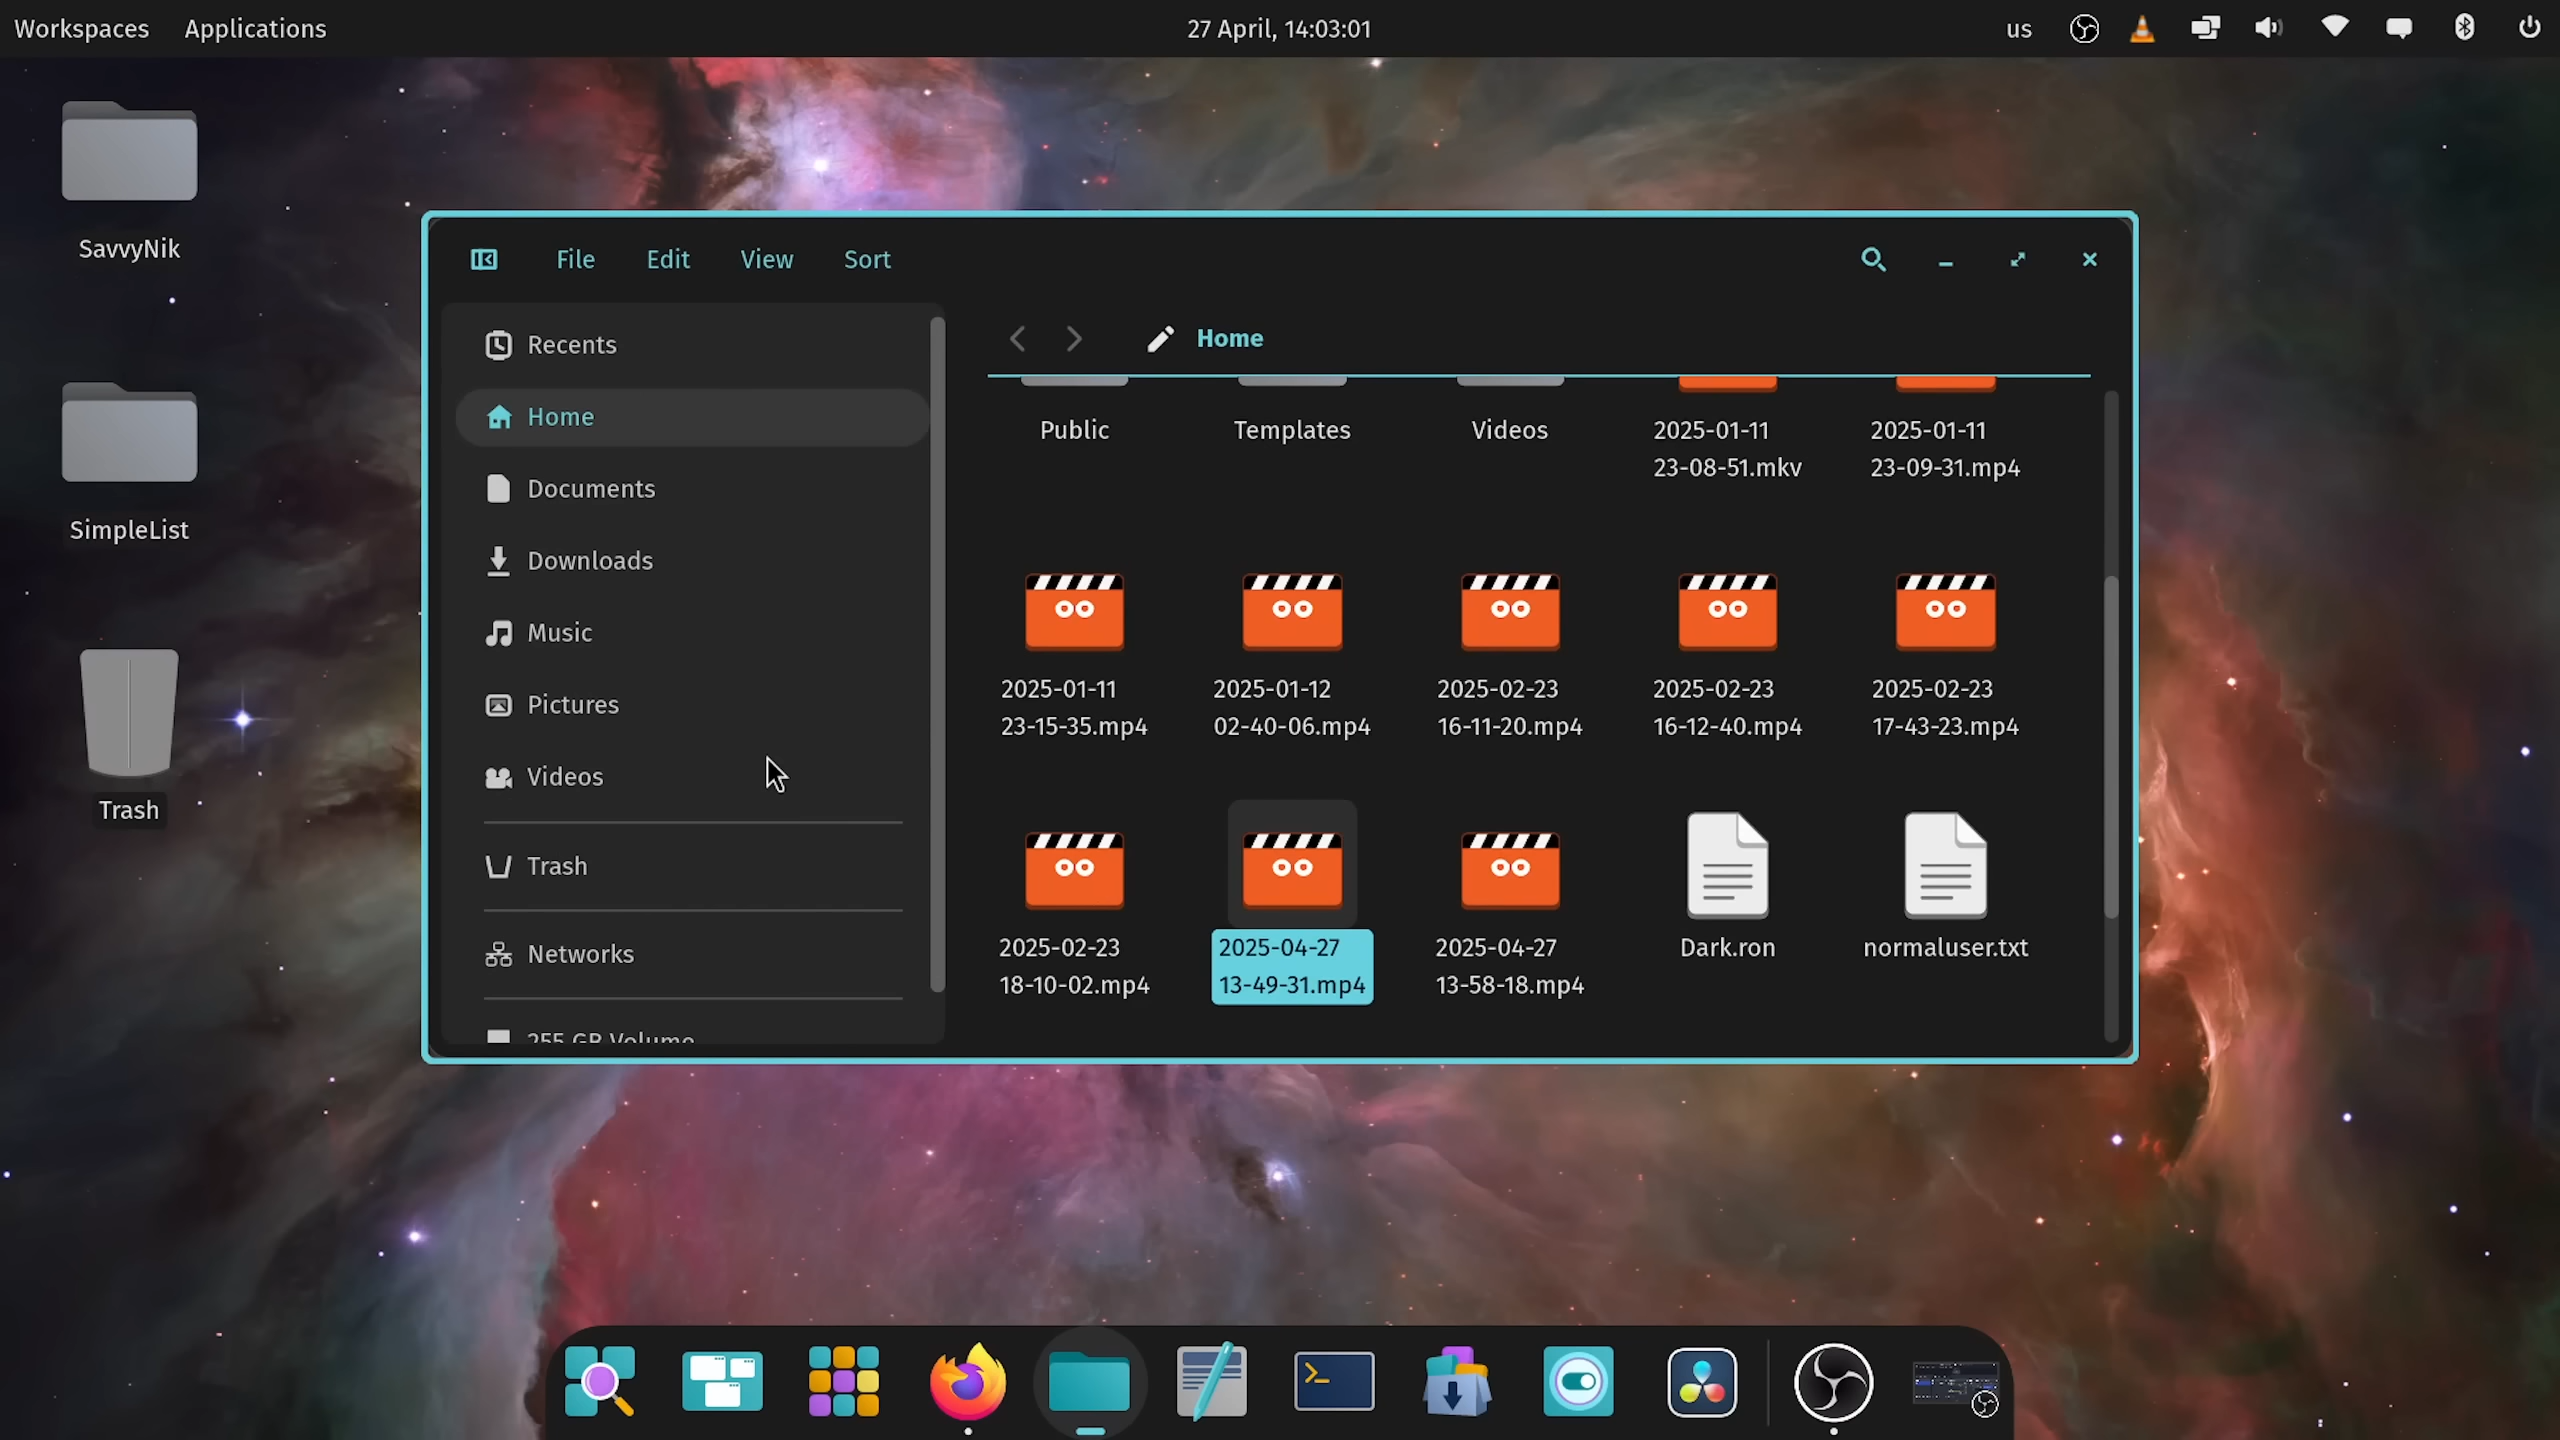 Workspaces Applications 27 April, 14:03:01 us
SavvyNik
SimpleList
Trash
File Edit View Sort
Recents
Home
Documents
Downloads
Music
Pictures
Videos
Trash
Networks
255 GB Volume
Home
Public Templates Videos 2025-01-11 2025-01-11
23-08-51.mkv 23-09-31.mp4
2025-01-11 2025-01-12 2025-02-23 2025-02-23 2025-02-23
23-15-35.mp4 02-40-06.mp4 16-11-20.mp4 16-12-40.mp4 17-43-23.mp4
2025-02-23 2025-04-27 2025-04-27 Dark.ron normaluser.txt
18-10-02.mp4 13-49-31.mp4 13-58-18.mp4